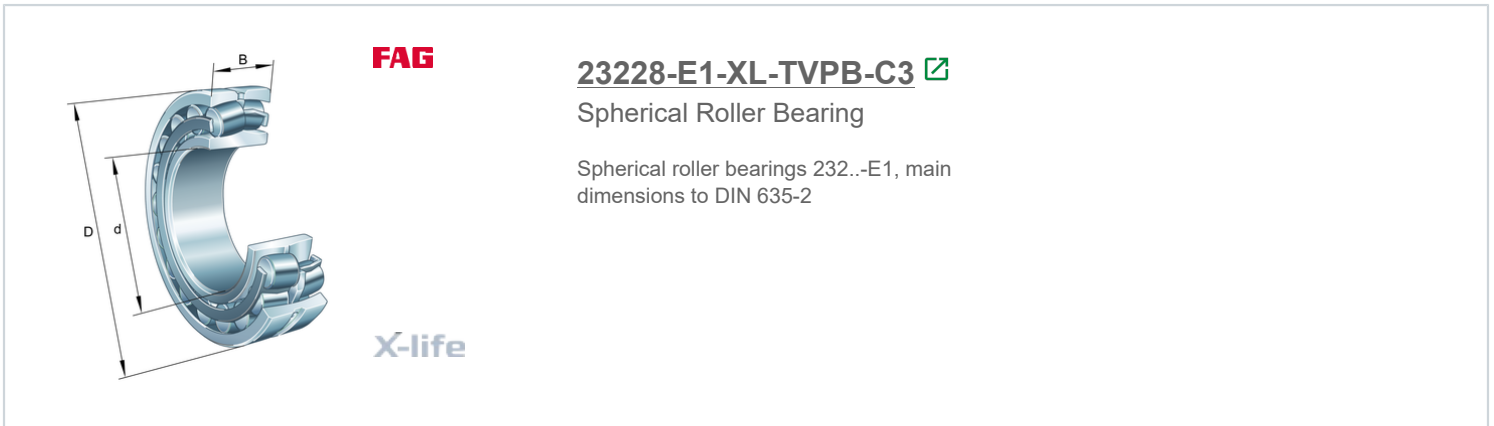 B
FAG
D
d
X-life
23228-E1-XL-TVPB-C3
Spherical Roller Bearing
Spherical roller bearings 232..-E1, main
dimensions to DIN 635-2